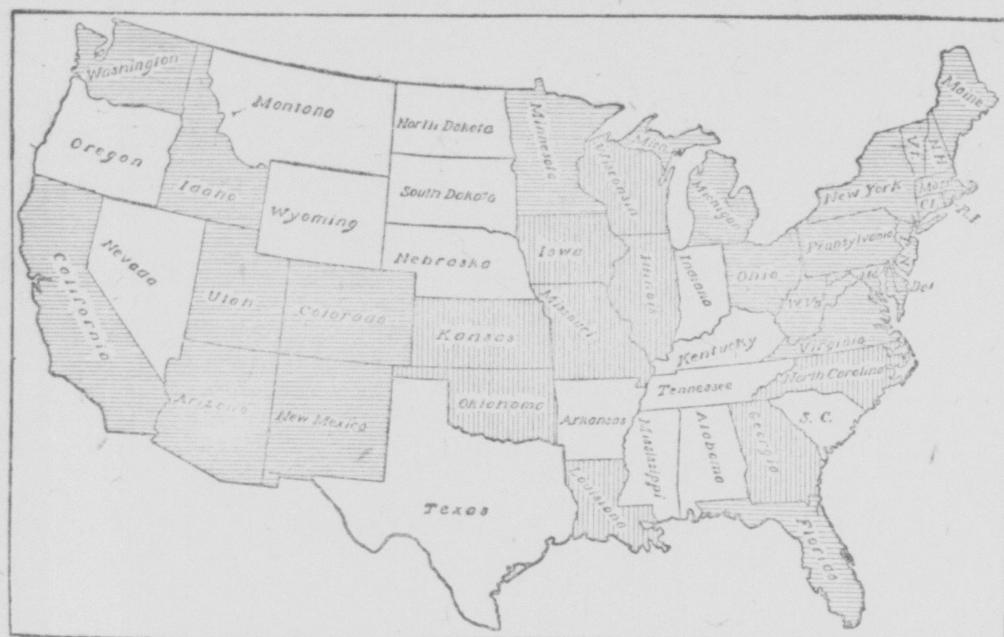 Washington
Montana
North Dakota
Minnesota
Wisconsin
Mich
Michigan
Maine
Vt.
N.H.
New York
Mass
Ct.
R.I
Oregon
Idaho
Wyoming
South Dakota
Nebraska
Iowa
Illinois
Indiana
Ohio
Pennsylvania
N.J
Md
Del
W.Va
Nevada
California
Utah
Colorado
Kansas
Missouri
Kentucky
Virginia
North Carolina
Tennessee
Arizona
New Mexico
Oklahoma
Arkansas
Mississippi
Alabama
Georgia
S. C.
Texas
Louisiana
Florida